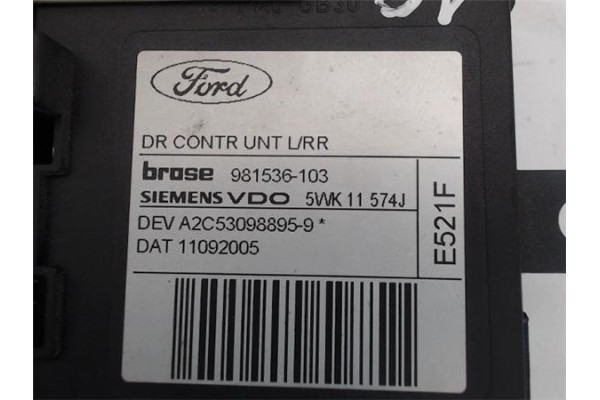 Ford
DR CONTR UNT L/RR
brose 981536-103
SIEMENS VDO 5WK 11 574J
DEV A2C53098895-9 *
DAT 11092005
E521F